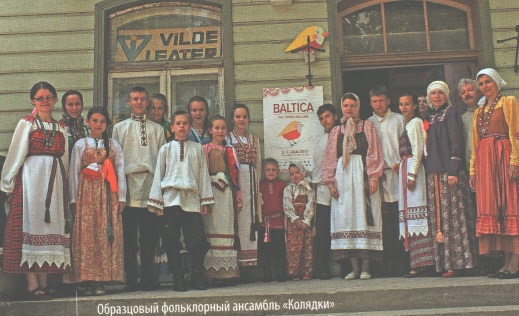 VILDE
TEATER
BALTICA
Образцовый фольклорный ансамбль «Колядки»